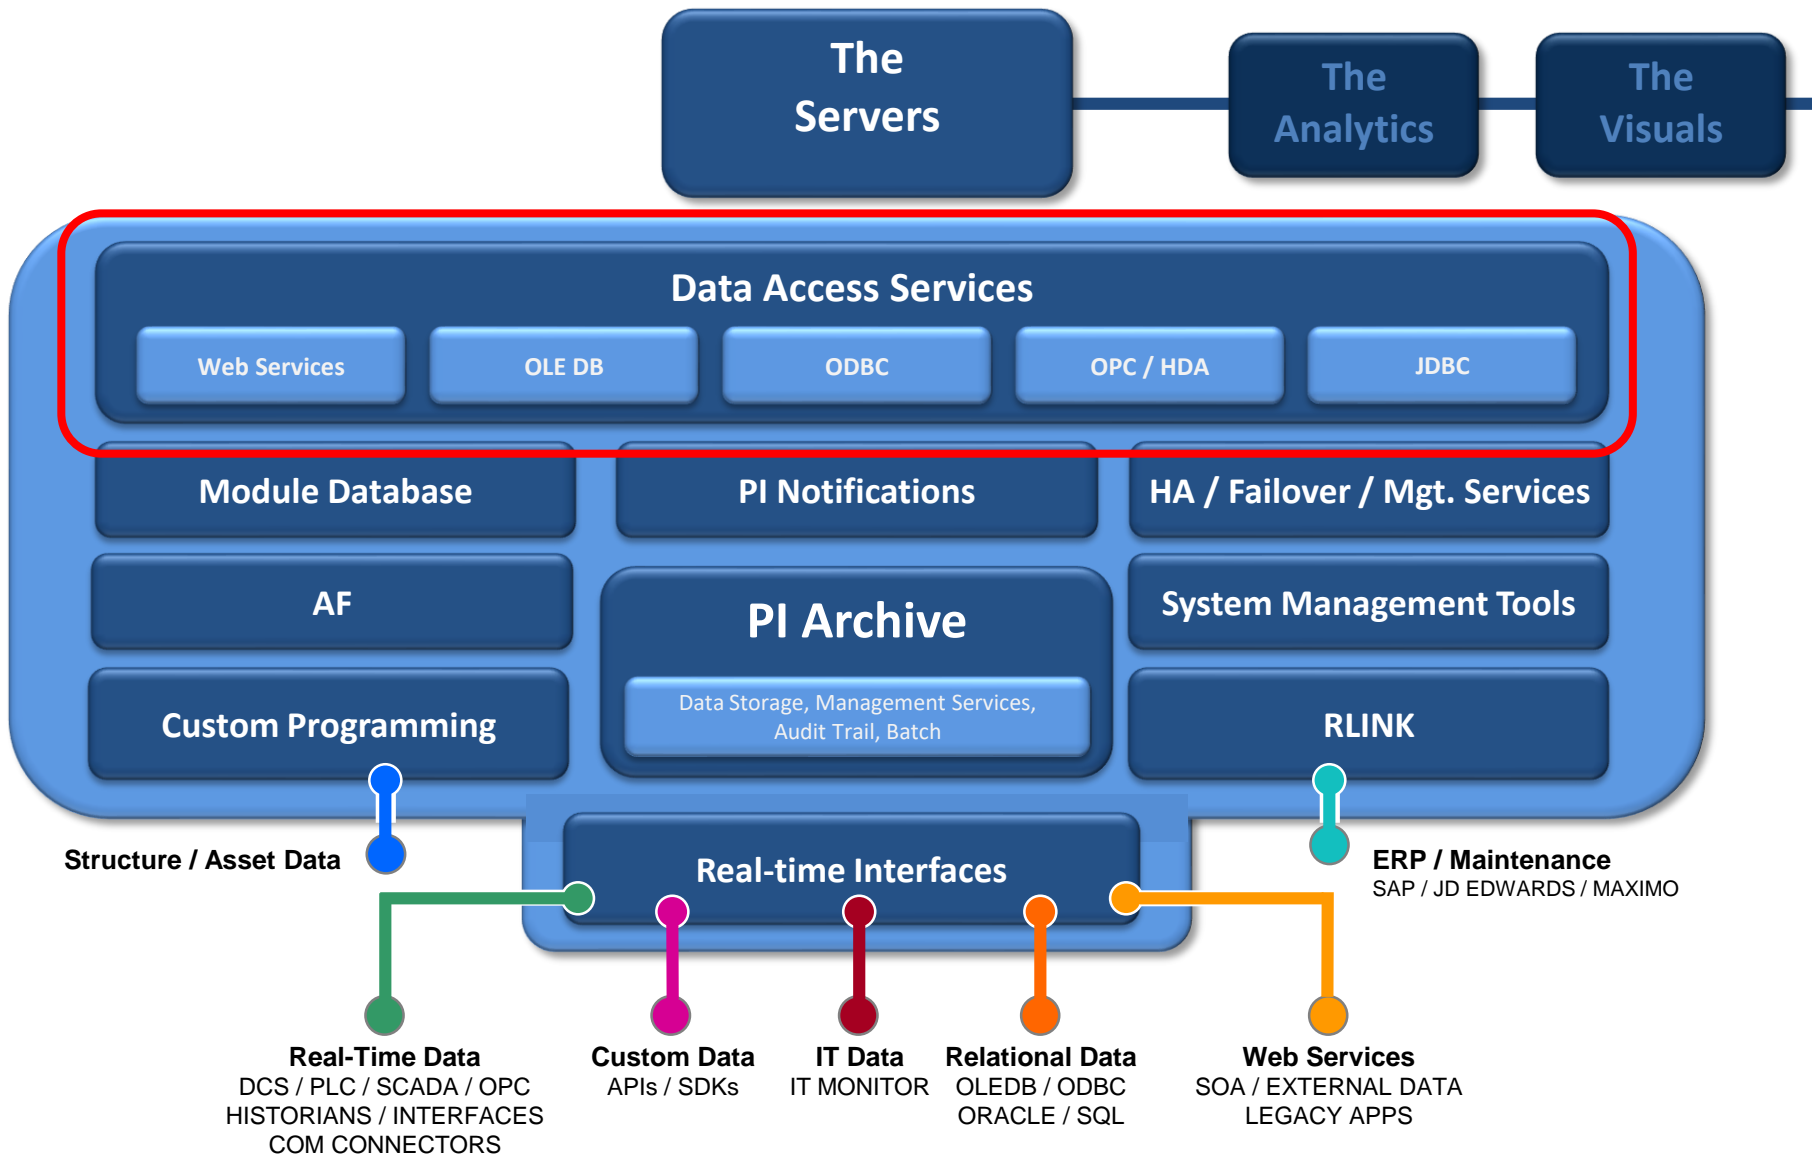 The
Servers
The
Analytics
The
Visuals
Data Access Services
Web Services
OLE DB
ODBC
OPC / HDA
JDBC
Module Database
PI Notifications
HA / Failover / Mgt. Services
AF
PI Archive
System Management Tools
Data Storage, Management Services,
Audit Trail, Batch
Custom Programming
RLINK
Structure / Asset Data
Real-time Interfaces
ERP / Maintenance
SAP / JD EDWARDS / MAXIMO
Real-Time Data
DCS / PLC / SCADA / OPC
HISTORIANS / INTERFACES
COM CONNECTORS
Custom Data
APIs / SDKs
IT Data
IT MONITOR
Relational Data
OLEDB / ODBC
ORACLE / SQL
Web Services
SOA / EXTERNAL DATA
LEGACY APPS